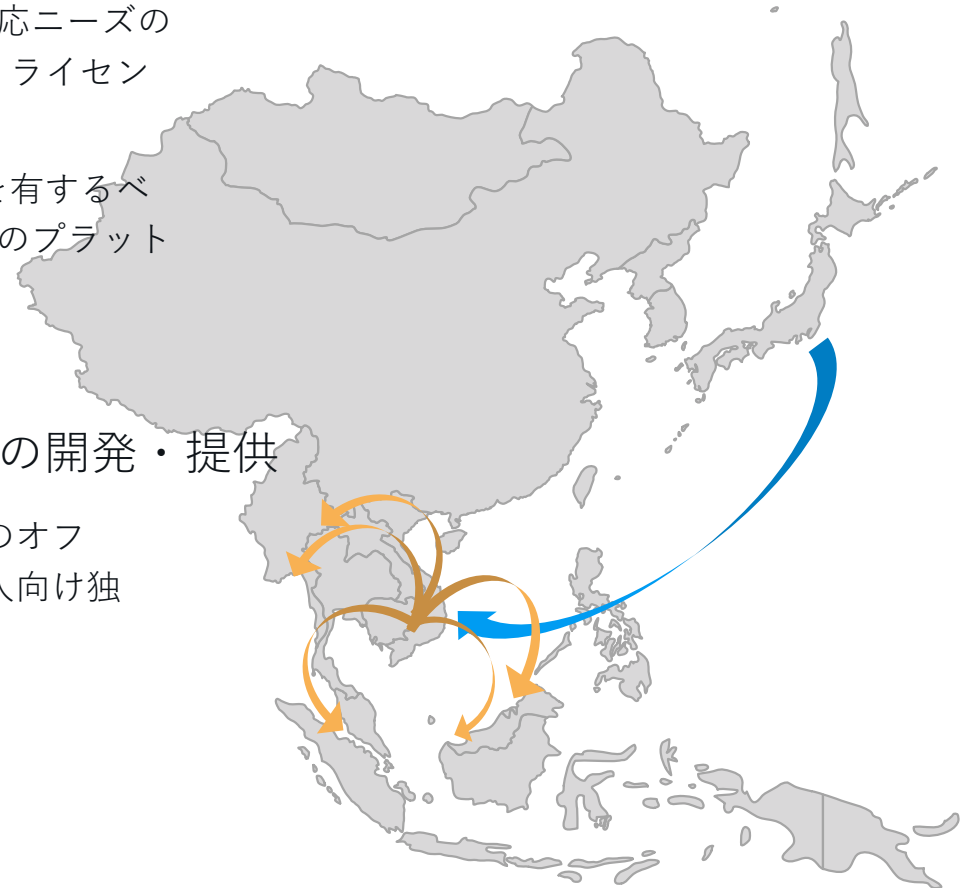 応ニーズの
ライセン
を有するベ
のプラット
の開発・提供
のオフ
人向け独